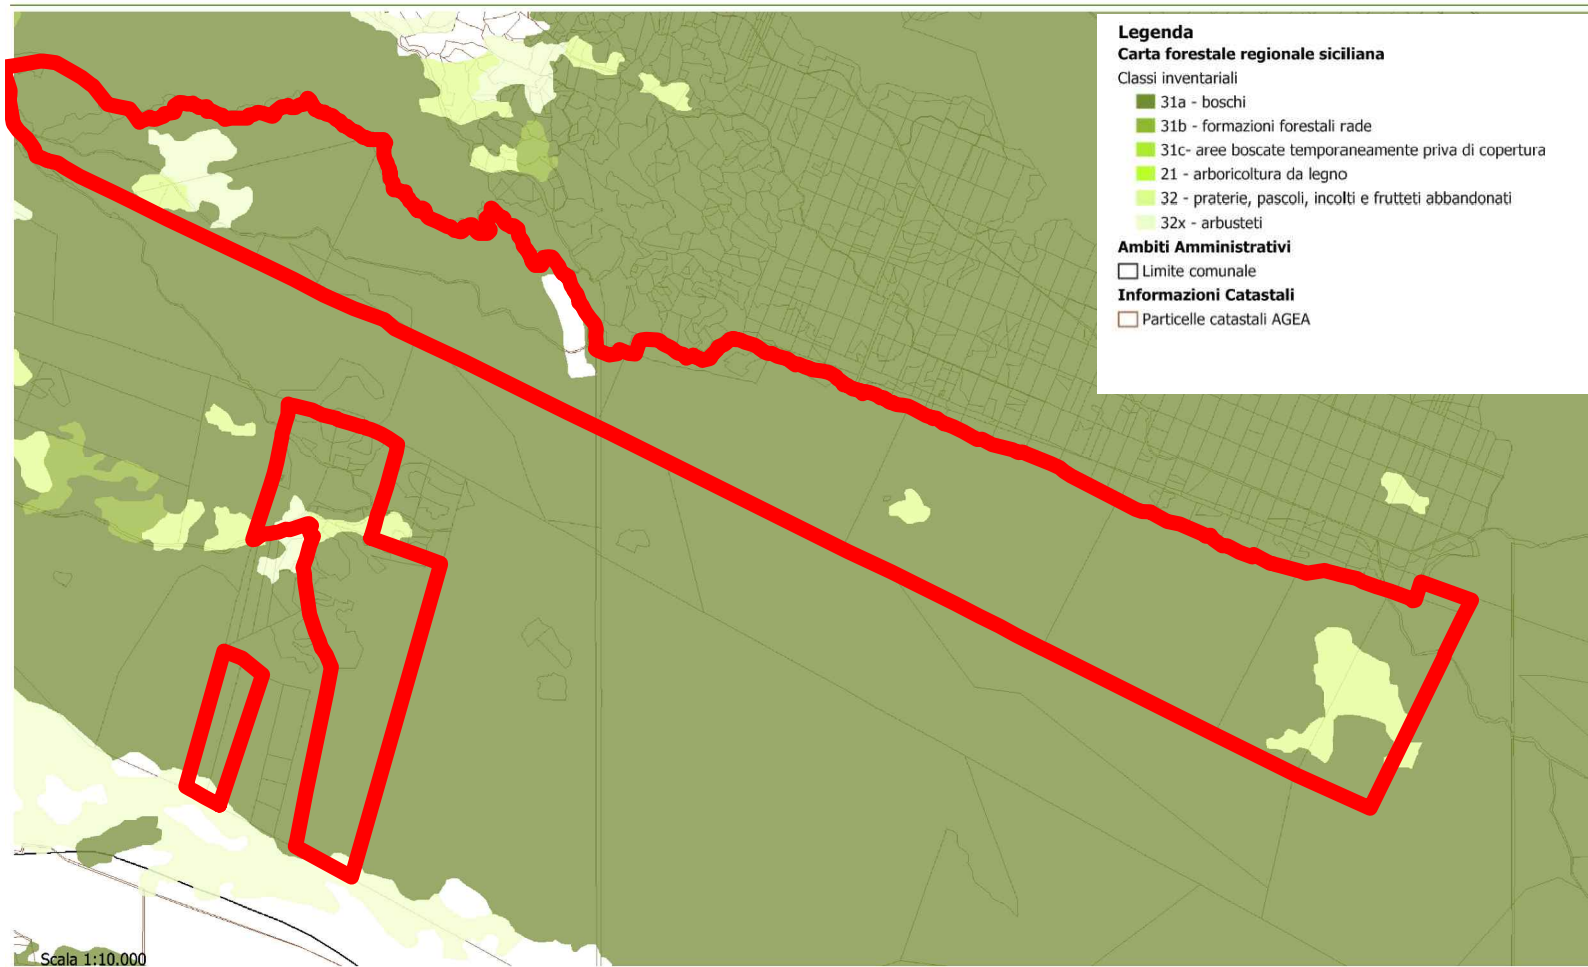 Legenda
Carta forestale regionale siciliana
Classi inventariali
31a - boschi
31b - formazioni forestali rade
31c- aree boscate temporaneamente priva di copertura
21 - arboricoltura da legno
32 - praterie, pascoli, incolti e frutteti abbandonati
32x - arbusteti
Ambiti Amministrativi
Limite comunale
Informazioni Catastali
Particelle catastali AGEA
Scala 1:10.000